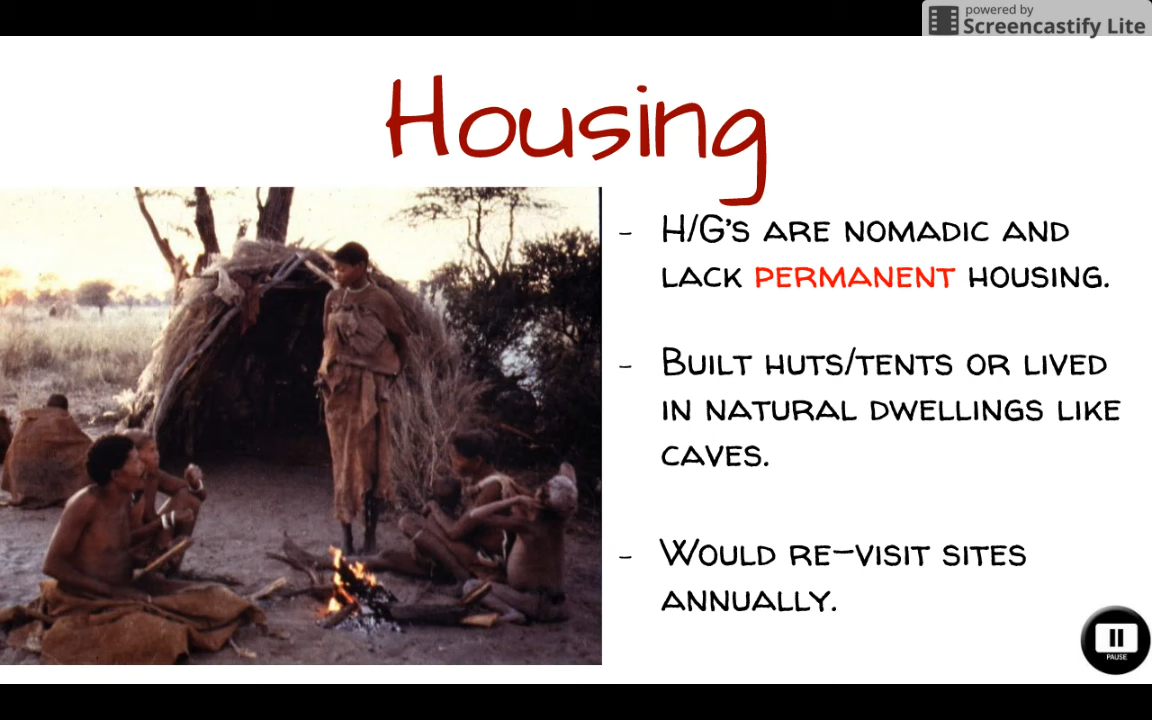 powered by
Screencastify Lite
Housing
- H/G's are nomadic and
lack permanent housing.
- Built huts/tents or lived
in natural dwellings like
caves.
- Would re-visit sites
annually.
PAUSE